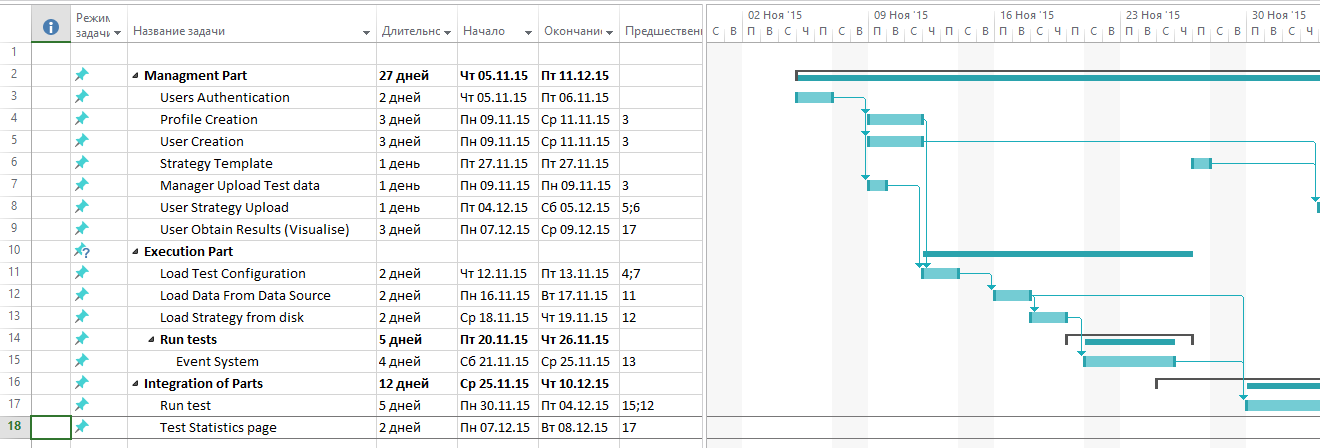 Режим задачи Название задачи Длительнс Начало Окончание Предшествен
02 Ноя '15 09 Ноя '15 16 Ноя '15 23 Ноя '15 30 Ноя '15
С В П В С Ч П С В П В С Ч П С В П В С Ч П С В П В С Ч П С В П В С Ч
1
2 Managment Part 27 дней Чт 05.11.15 Пт 11.12.15
3 Users Authentication 2 дней Чт 05.11.15 Пт 06.11.15
4 Profile Creation 3 дней Пн 09.11.15 Ср 11.11.15 3
5 User Creation 3 дней Пн 09.11.15 Ср 11.11.15 3
6 Strategy Template 1 день Пт 27.11.15 Пт 27.11.15
7 Manager Upload Test data 1 день Пн 09.11.15 Пн 09.11.15 3
8 User Strategy Upload 1 день Пт 04.12.15 Сб 05.12.15 5;6
9 User Obtain Results (Visualise) 3 дней Пн 07.12.15 Ср 09.12.15 17
10 ? Execution Part
11 Load Test Configuration 2 дней Чт 12.11.15 Пт 13.11.15 4;7
12 Load Data From Data Source 2 дней Пн 16.11.15 Вт 17.11.15 11
13 Load Strategy from disk 2 дней Ср 18.11.15 Чт 19.11.15 12
14 Run tests 5 дней Пт 20.11.15 Чт 26.11.15
15 Event System 4 дней Сб 21.11.15 Ср 25.11.15 13
16 Integration of Parts 12 дней Ср 25.11.15 Чт 10.12.15
17 Run test 5 дней Пн 30.11.15 Пт 04.12.15 15;12
18 Test Statistics page 2 дней Пн 07.12.15 Вт 08.12.15 17